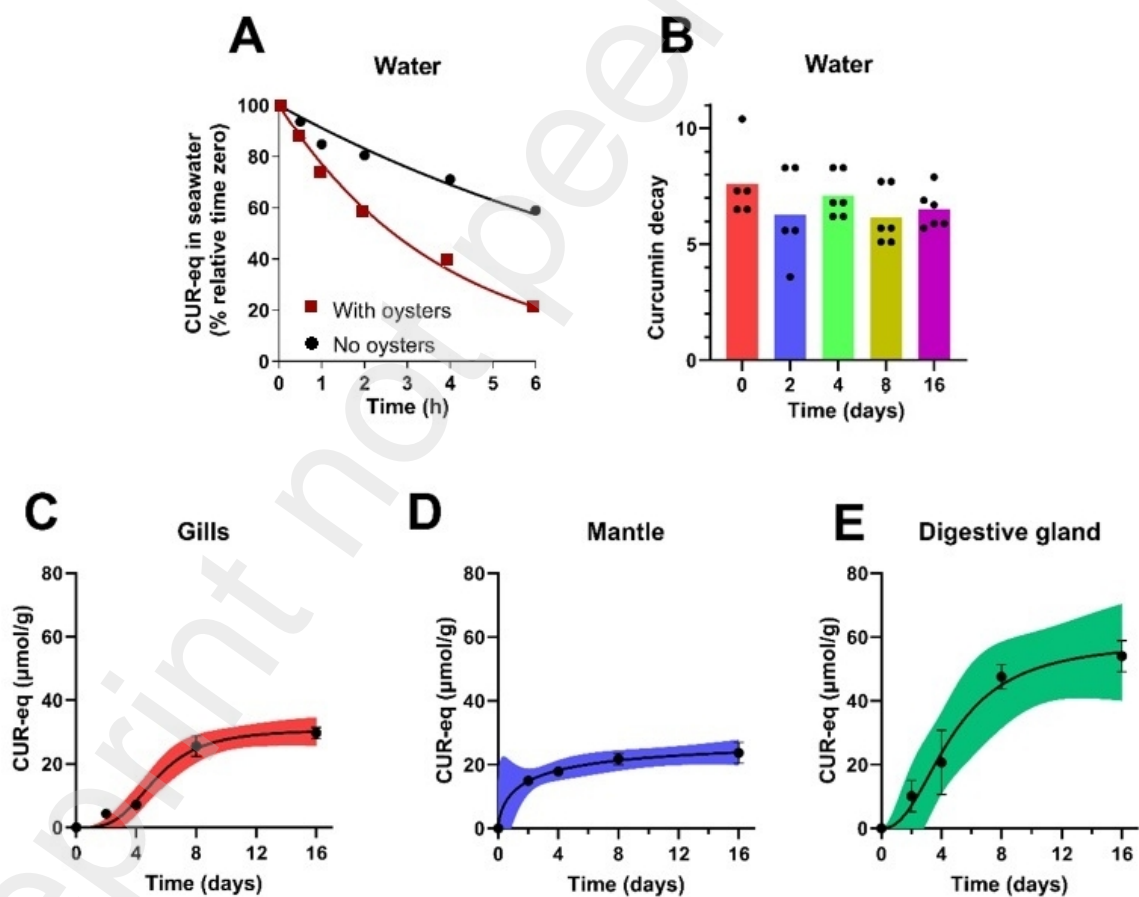 A
Water
CUR-eq in seawater
(% relative time zero)
100
80
60
40
20
0
With oysters
No oysters
0 1 2 3 4 5 6
Time (h)
B
Water
Curcumin decay
10
5
0
0 2 4 8 16
Time (days)
C
Gills
CUR-eq (µmol/g)
80
60
40
20
0
0 4 8 12 16
Time (days)
D
Mantle
CUR-eq (µmol/g)
80
60
40
20
0
0 4 8 12 16
Time (days)
E
Digestive gland
CUR-eq (µmol/g)
80
60
40
20
0
0 4 8 12 16
Time (days)
eprint not pee